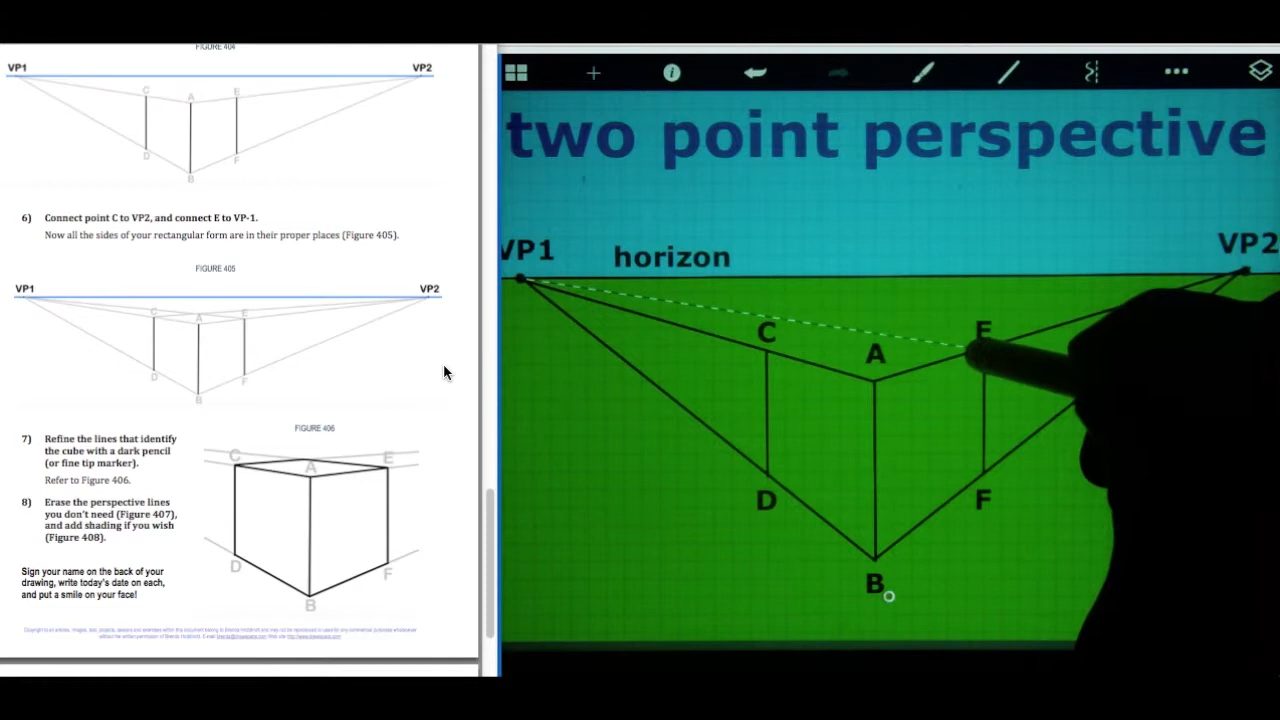 FIGURE 404
VP1
VP2
C
A
E
D
F
B
6) Connect point C to VP2, and connect E to VP-1.
Now all the sides of your rectangular form are in their proper places (Figure 405).
FIGURE 405
VP1
VP2
C
A
E
D
F
B
7) Refine the lines that identify
the cube with a dark pencil
(or fine tip marker).
Refer to Figure 406.
8) Erase the perspective lines
you don't need (Figure 407),
and add shading if you wish
(Figure 408).
Sign your name on the back of your
drawing, write today's date on each,
and put a smile on your face!
FIGURE 406
C
A
E
D
F
B
two point perspective
VP1
horizon
VP2
C
A
E
D
F
B